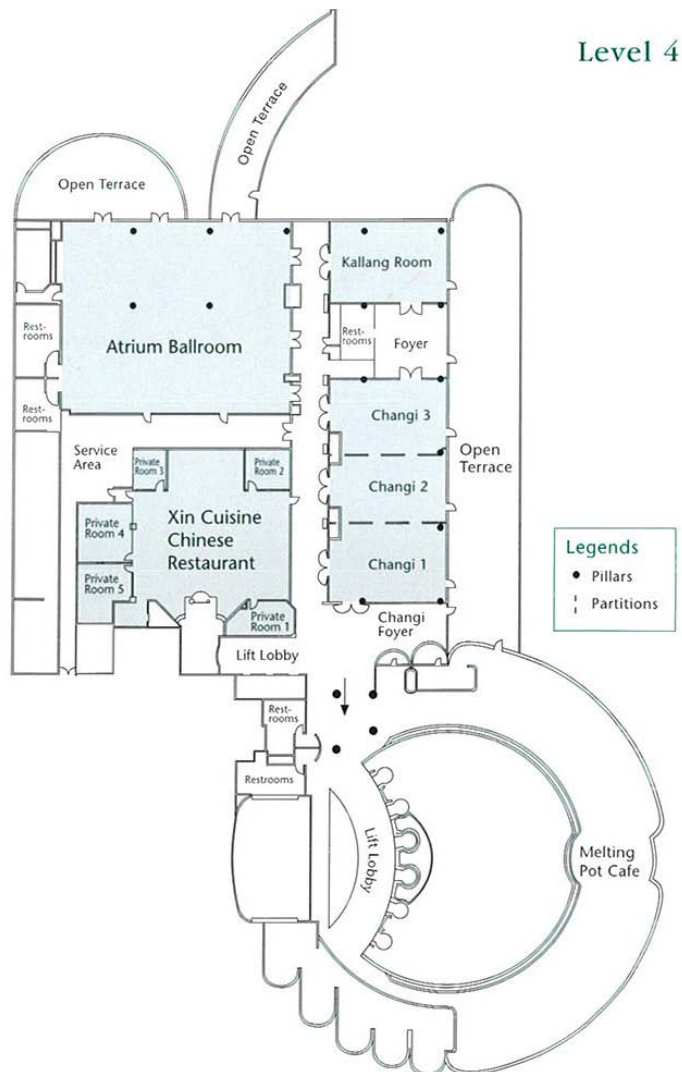 Level 4
Open Terrace
Open Terrace
Kallang Room
Rest-
rooms
Atrium Ballroom
Rest-
rooms
Foyer
Rest-
rooms
Changi 3
Service
Area
Open
Terrace
Private
Room 3
Private
Room 2
Changi 2
Private
Room 4
Xin Cuisine
Chinese
Restaurant
Private
Room 5
Changi 1
Legends
Pillars
Partitions
Private
Room 1
Changi
Foyer
Lift Lobby
Rest-
rooms
Restrooms
Lift Lobby
Melting
Pot Cafe